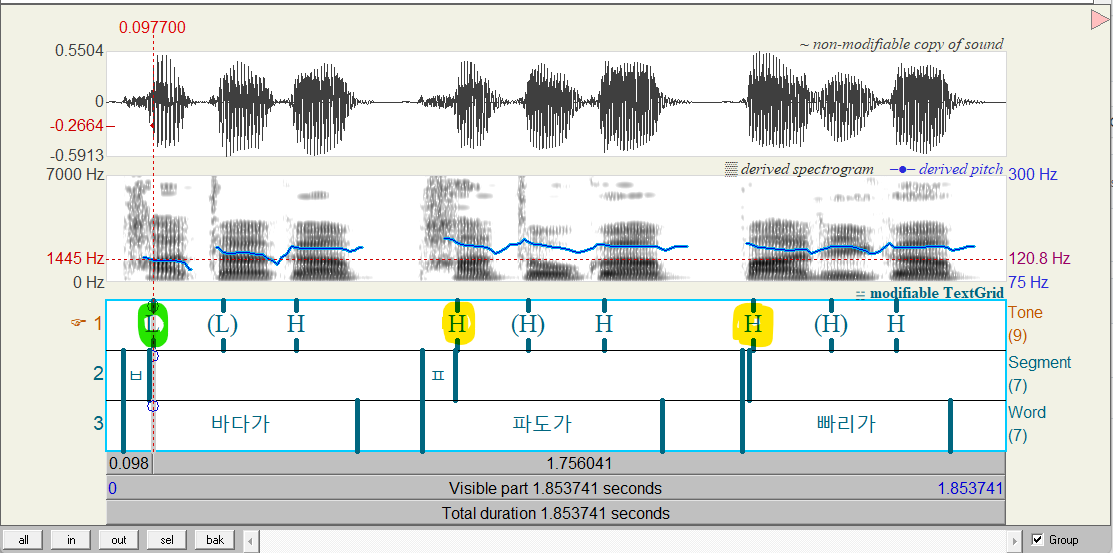 0.097700
0.5504
~ non-modifiable copy of sound
0
-0.2664
-0.5913
7000 Hz
derived spectrogram
derived pitch
300 Hz
1445 Hz
120.8 Hz
0 Hz
75 Hz
modifiable TextGrid
1 L (L) H H (H) H H (H) H Tone
(9)
2 ㅂ ㅍ Segment
(7)
3 바다가 파도가 빠리가 Word
(7)
0.098 1.756041
0 Visible part 1.853741 seconds 1.853741
Total duration 1.853741 seconds
all in out sel bak Group